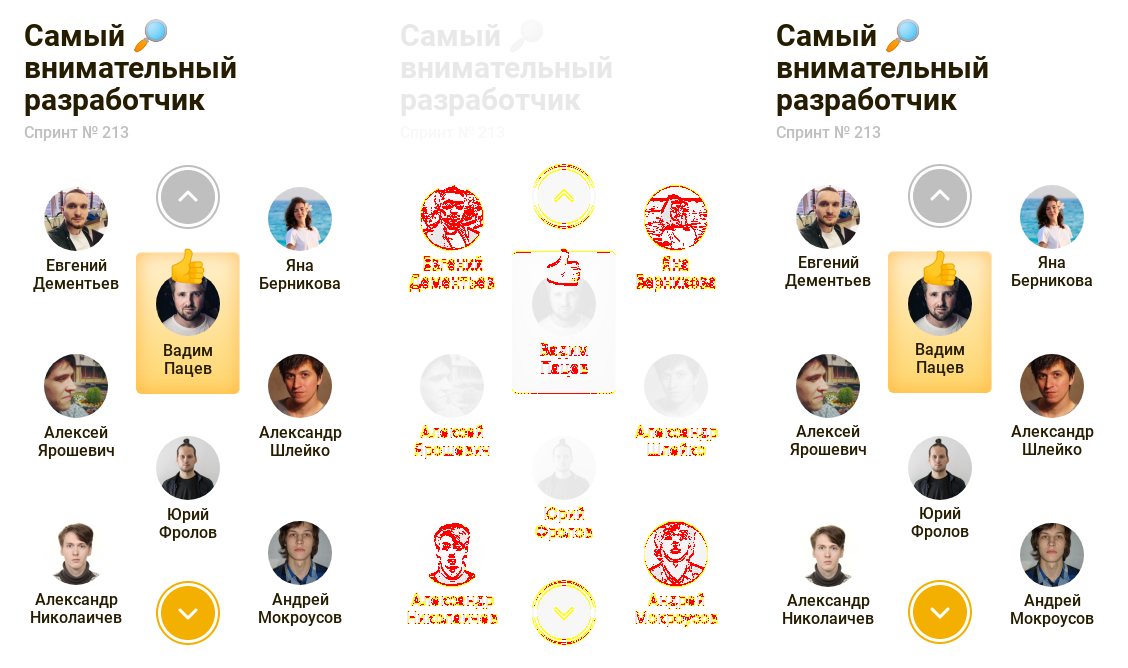 Самый 🔎
внимательный
разработчик
Спринт № 213
Евгений
Дементьев
Яна
Берникова
Вадим
Пацев
Алексей
Ярошевич
Александр
Шлейко
Юрий
Фролов
Александр
Николаичев
Андрей
Мокроусов
Самый 🔎
внимательный
разработчик
Спринт № 213
Евгений
Дементьев
Яна
Берникова
Вадим
Пацев
Алексей
Ярошевич
Александр
Шлейко
Юрий
Фролов
Александр
Николаичев
Андрей
Мокроусов
Самый 🔎
внимательный
разработчик
Спринт № 213
Евгений
Дементьев
Яна
Берникова
Вадим
Пацев
Алексей
Ярошевич
Александр
Шлейко
Юрий
Фролов
Александр
Николаичев
Андрей
Мокроусов